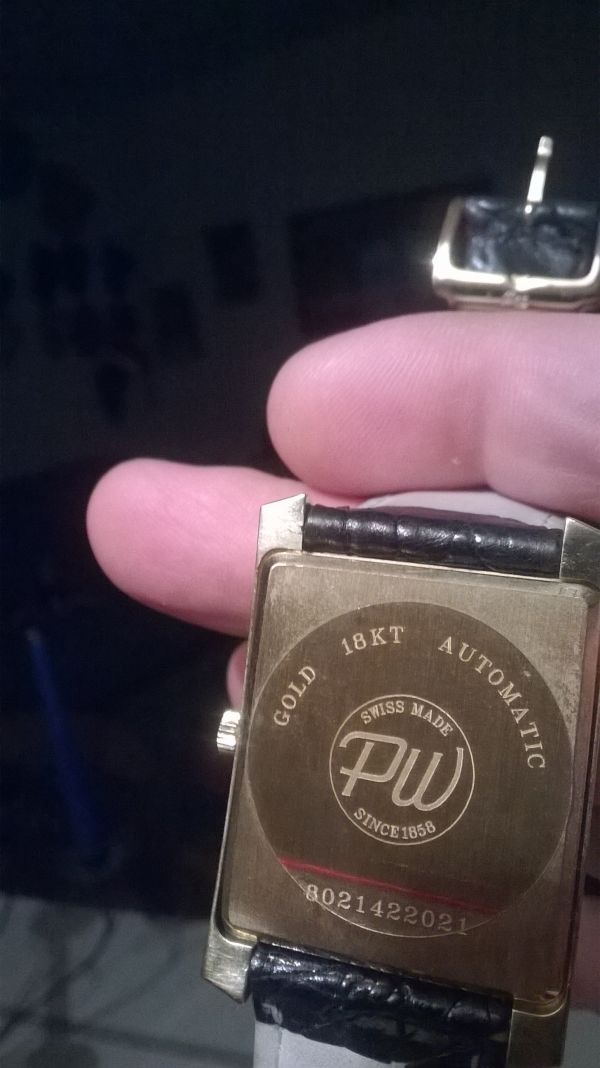 GOLD 18KT AUTOMATIC
SWISS MADE
PW
SINCE 1858
8021422021